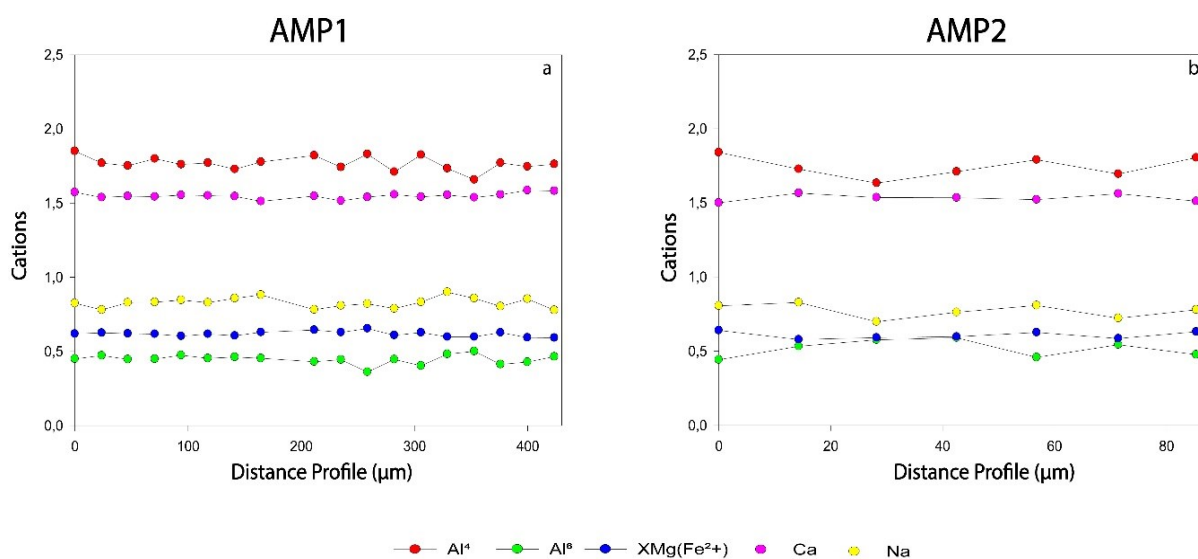 AMP1
AMP2
a
2,5
2,0
1,5
1,0
0,5
0,0
Cations
0
100
200
300
400
Distance Profile (µm)
b
2,5
2,0
1,5
1,0
0,5
0,0
Cations
0
20
40
60
80
Distance Profile (µm)
Al⁴ Al⁶ XMg(Fe²⁺) Ca Na